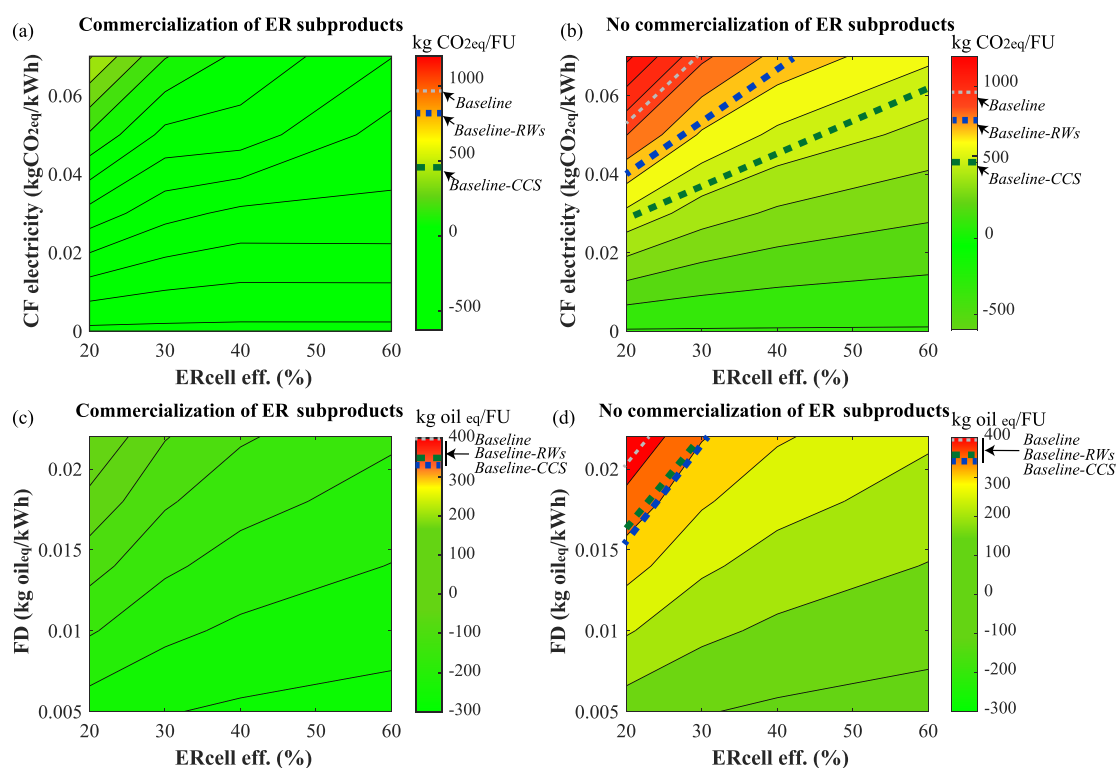 (a)
Commercialization of ER subproducts
kg CO2eq/FU
CF electricity (kgCO2eq/kWh)
0.06
0.04
0.02
0
20
30
40
50
60
ERcell eff. (%)
1000
500
0
-500
Baseline
Baseline-RWs
Baseline-CCS
(b)
No commercialization of ER subproducts
kg CO2eq/FU
CF electricity (kgCO2eq/kWh)
0.06
0.04
0.02
0
20
30
40
50
60
ERcell eff. (%)
1000
500
0
-500
Baseline
Baseline-RWs
Baseline-CCS
(c)
Commercialization of ER subproducts
kg oil eq/FU
FD (kg oileq/kWh)
0.02
0.015
0.01
0.005
20
30
40
50
60
ERcell eff. (%)
400
300
200
100
0
-100
-200
-300
Baseline
Baseline-RWs
Baseline-CCS
(d)
No commercialization of ER subproducts
kg oil eq/FU
FD (kg oileq/kWh)
0.02
0.015
0.01
0.005
20
30
40
50
60
ERcell eff. (%)
400
300
200
100
0
-100
-200
-300
Baseline
Baseline-RWs
Baseline-CCS